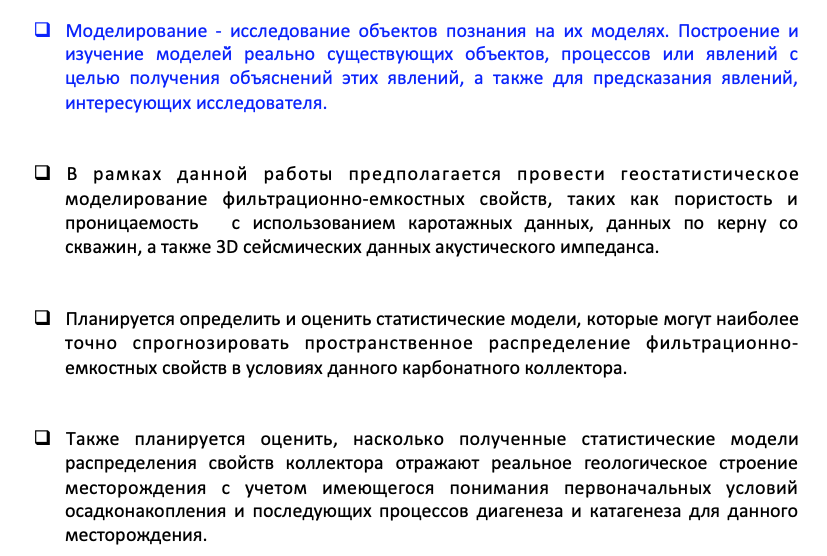 ❑ Моделирование - исследование объектов познания на их моделях. Построение и
изучение моделей реально существующих объектов, процессов или явлений с
целью получения объяснений этих явлений, а также для предсказания явлений,
интересующих исследователя.
❑ В рамках данной работы предполагается провести геостатистическое
моделирование фильтрационно-емкостных свойств, таких как пористость и
проницаемость с использованием каротажных данных, данных по керну со
скважин, а также 3D сейсмических данных акустического импеданса.
❑ Планируется определить и оценить статистические модели, которые могут наиболее
точно спрогнозировать пространственное распределение фильтрационно-
емкостных свойств в условиях данного карбонатного коллектора.
❑ Также планируется оценить, насколько полученные статистические модели
распределения свойств коллектора отражают реальное геологическое строение
месторождения с учетом имеющегося понимания первоначальных условий
осадконакопления и последующих процессов диагенеза и катагенеза для данного
месторождения.